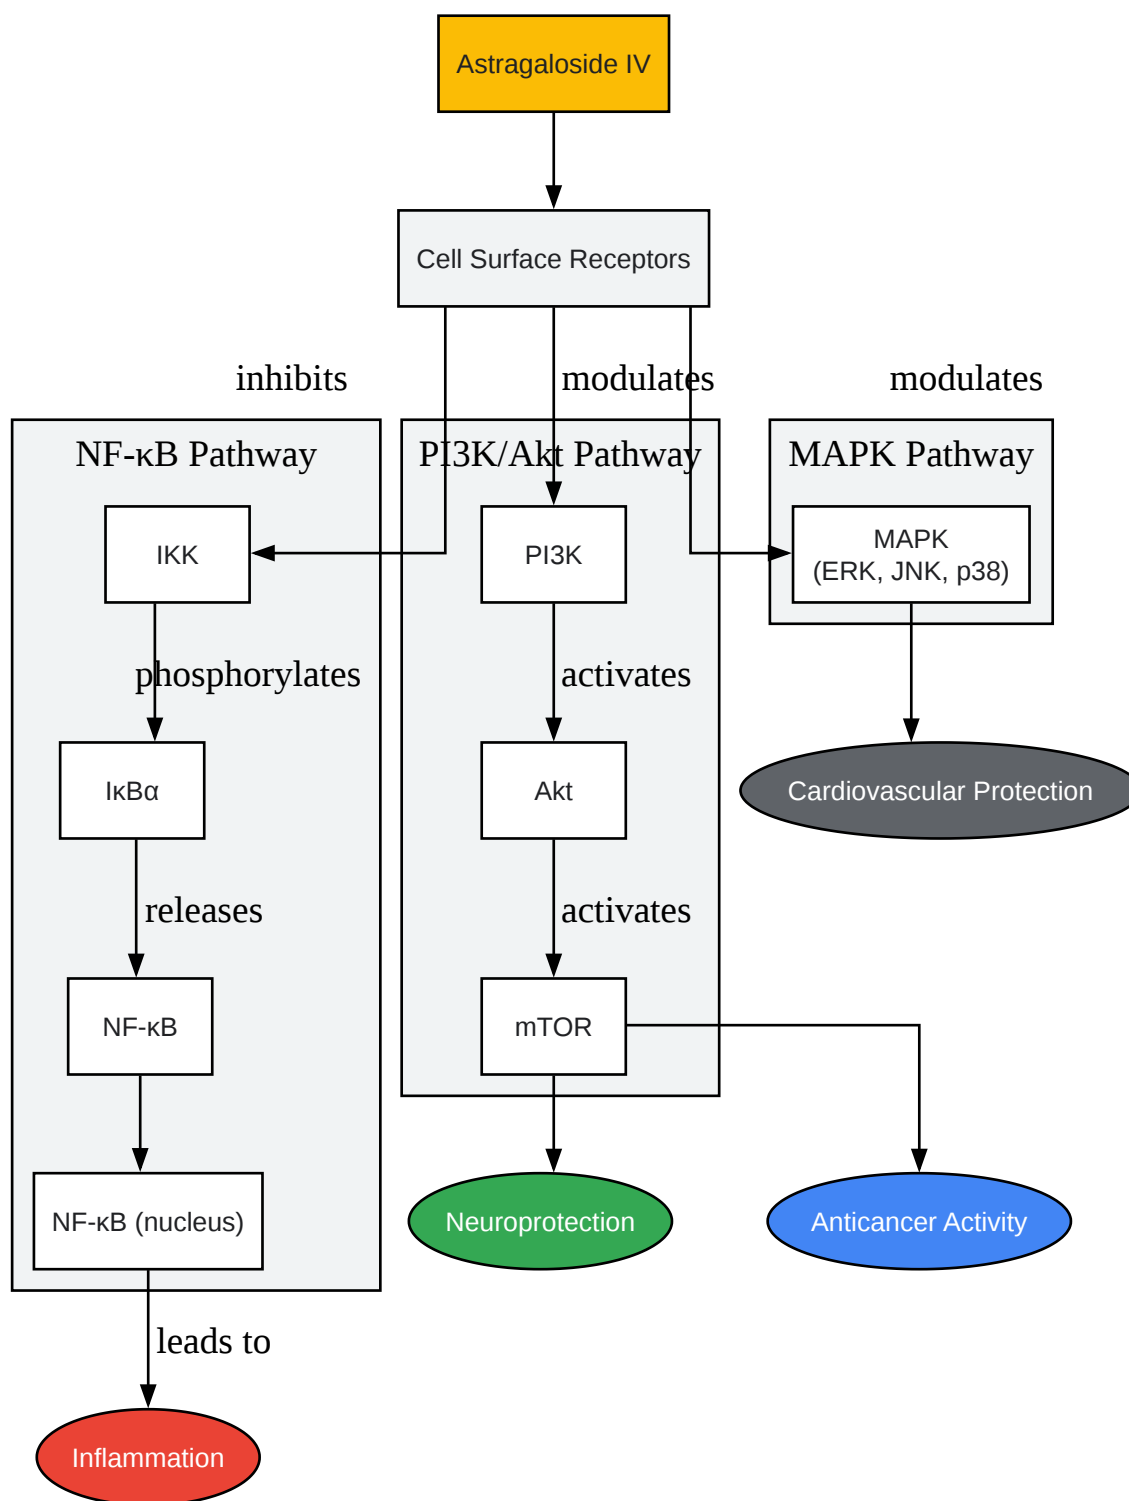 Astragaloside IV
Cell Surface Receptors
inhibits
modulates
modulates
NF-κB Pathway
PI3K/Akt Pathway
MAPK Pathway
IKK
PI3K
MAPK
(ERK, JNK, p38)
phosphorylates
activates
IκBα
Akt
Cardiovascular Protection
releases
activates
NF-κB
mTOR
NF-κB (nucleus)
Neuroprotection
Anticancer Activity
leads to
Inflammation